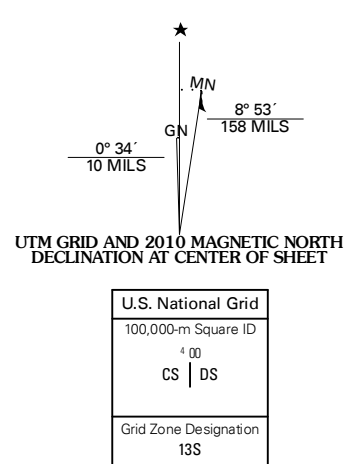 ★
MN
GN
8° 53´
158 MILS
0° 34´
10 MILS
UTM GRID AND 2010 MAGNETIC NORTH
DECLINATION AT CENTER OF SHEET
U.S. National Grid
100,000-m Square ID
4 00
CS | DS
Grid Zone Designation
13S